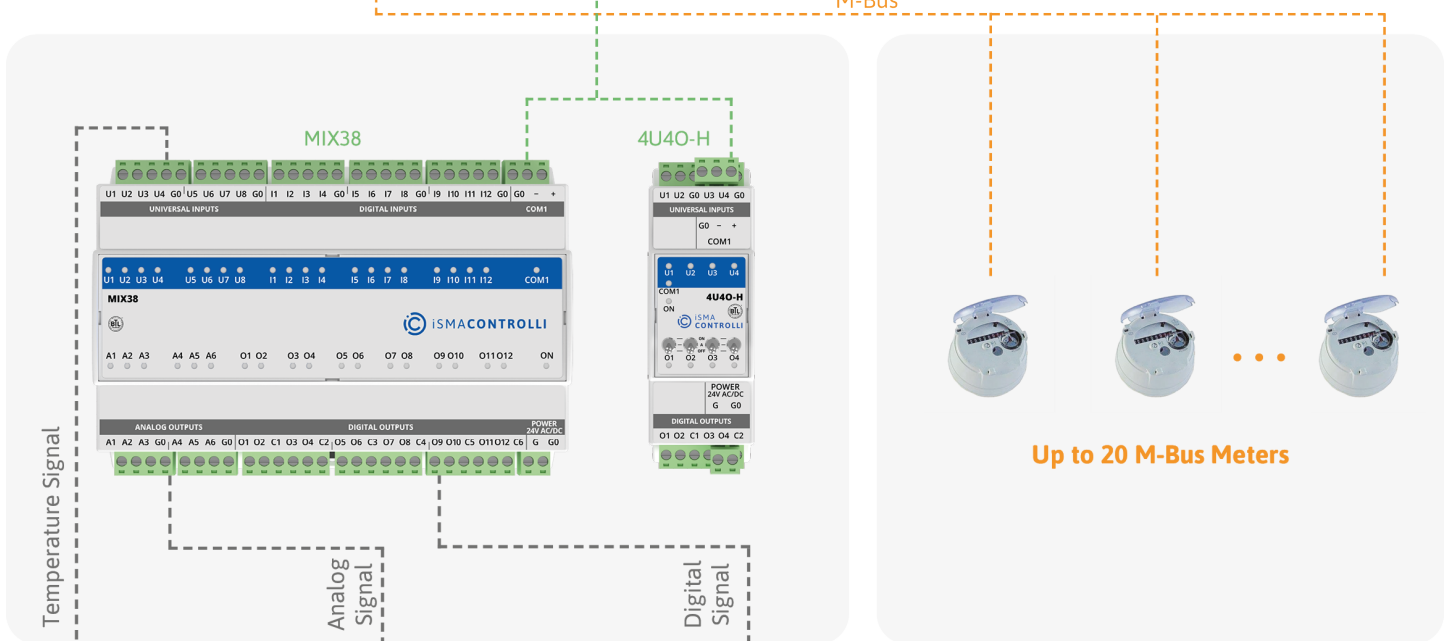 M-Bus
MIX38
4U4O-H
U1 U2 U3 U4 G0 U5 U6 U7 U8 G0 I1 I2 I3 I4 G0 I5 I6 I7 I8 G0 I9 I10 I11 I12 G0 G0 − +
UNIVERSAL INPUTS DIGITAL INPUTS COM1
U1 U2 U3 U4 U5 U6 U7 U8 I1 I2 I3 I4 I5 I6 I7 I8 I9 I10 I11 I12 COM1
MIX38
BTL
iSMACONTROLLI
A1 A2 A3 A4 A5 A6 O1 O2 O3 O4 O5 O6 O7 O8 O9 O10 O11 O12 ON
ANALOG OUTPUTS DIGITAL OUTPUTS POWER
24V AC/DC
A1 A2 A3 G0 A4 A5 A6 G0 O1 O2 C1 O3 O4 C2 O5 O6 C3 O7 O8 C4 O9 O10 C5 O11 O12 C6 G G0
U1 U2 G0 U3 U4 G0
UNIVERSAL INPUTS
G0 − +
COM1
U1 U2 U3 U4
COM1
4U4O-H
ON
BTL
iSMA
CONTROLLI
ON
A
OFF
O1 O2 O3 O4
POWER
24V AC/DC
G G0
DIGITAL OUTPUTS
O1 O2 C1 O3 O4 C2
Temperature Signal
Analog
Signal
Digital
Signal
Up to 20 M-Bus Meters